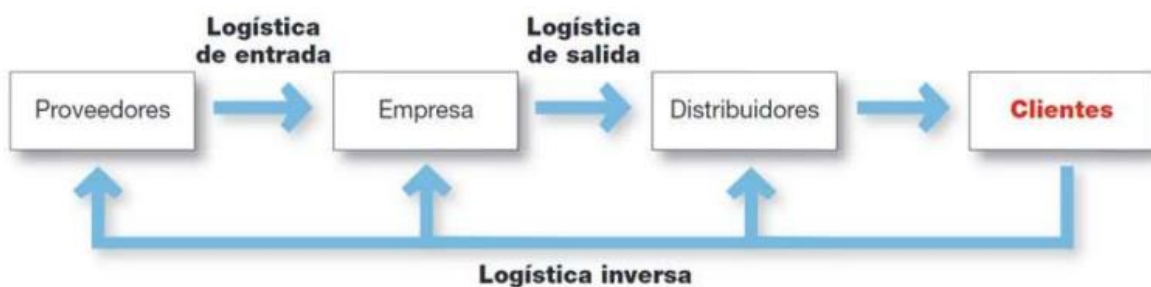 Logística
de entrada
Logística
de salida
Proveedores
Empresa
Distribuidores
Clientes
Logística inversa